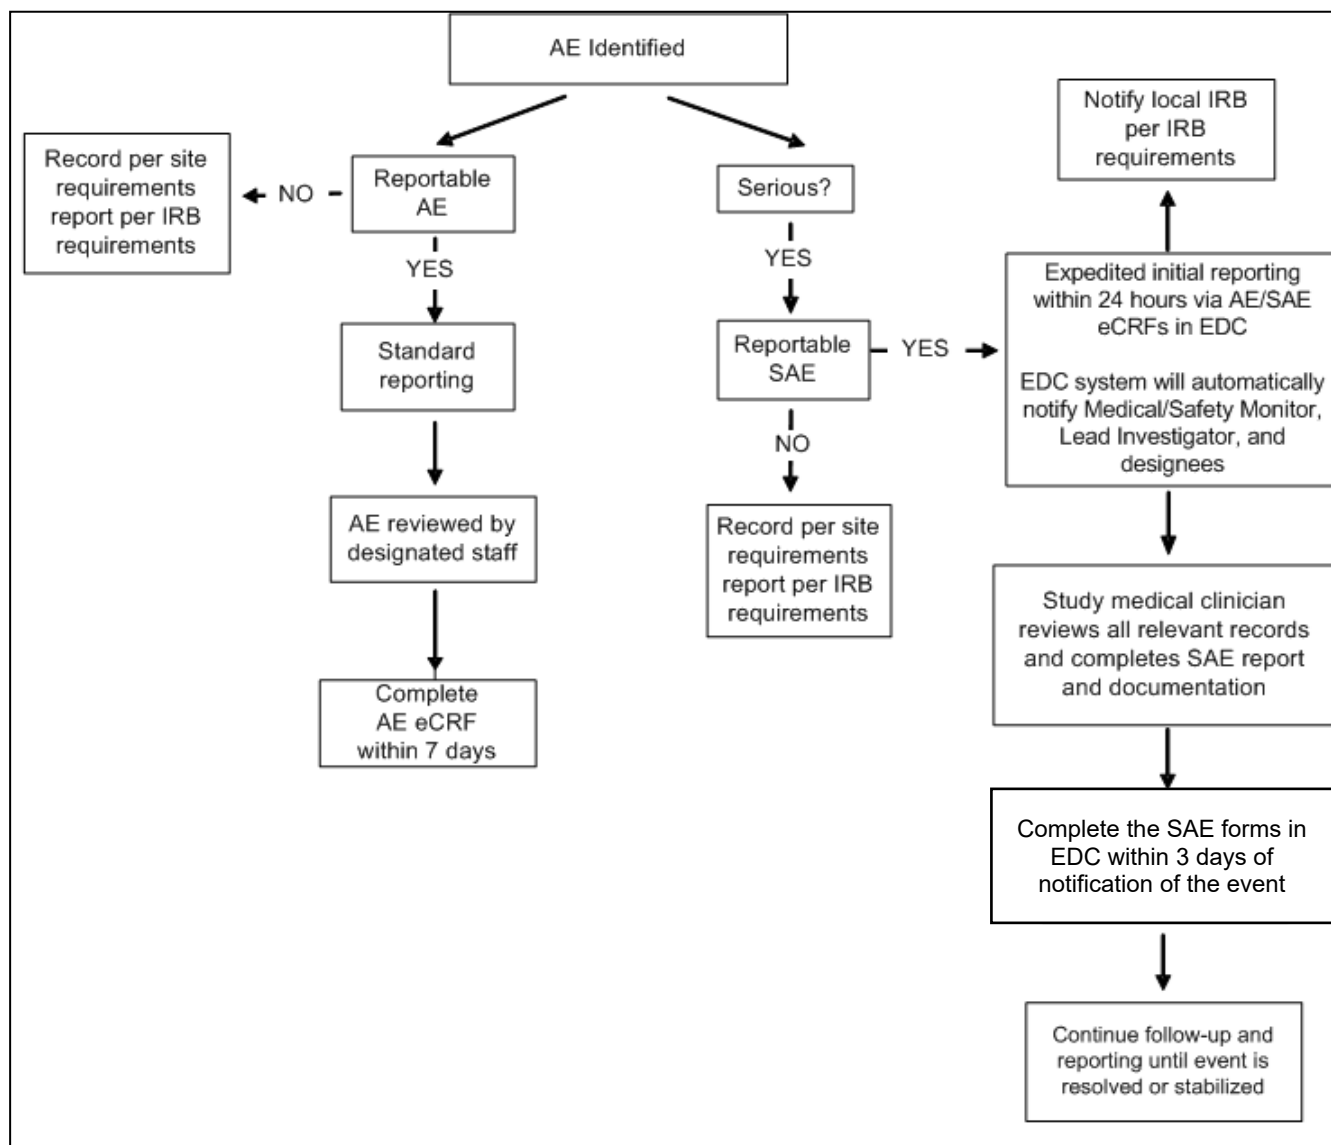 AE Identified
Record per site
requirements
report per IRB
requirements
NO
Reportable
AE
YES
Standard
reporting
AE reviewed by
designated staff
Complete
AE eCRF
within 7 days
Serious?
YES
Reportable
SAE
YES
NO
Record per site
requirements
report per IRB
requirements
Notify local IRB
per IRB
requirements
Expedited initial reporting
within 24 hours via AE/SAE
eCRFs in EDC
EDC system will automatically
notify Medical/Safety Monitor,
Lead Investigator, and
designees
Study medical clinician
reviews all relevant records
and completes SAE report
and documentation
Complete the SAE forms in
EDC within 3 days of
notification of the event
Continue follow-up and
reporting until event is
resolved or stabilized